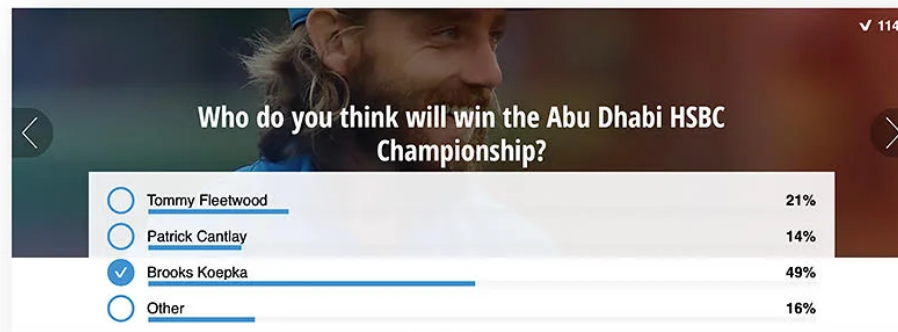 114
Who do you think will win the Abu Dhabi HSBC
Championship?
Tommy Fleetwood 21%
Patrick Cantlay 14%
Brooks Koepka 49%
Other 16%